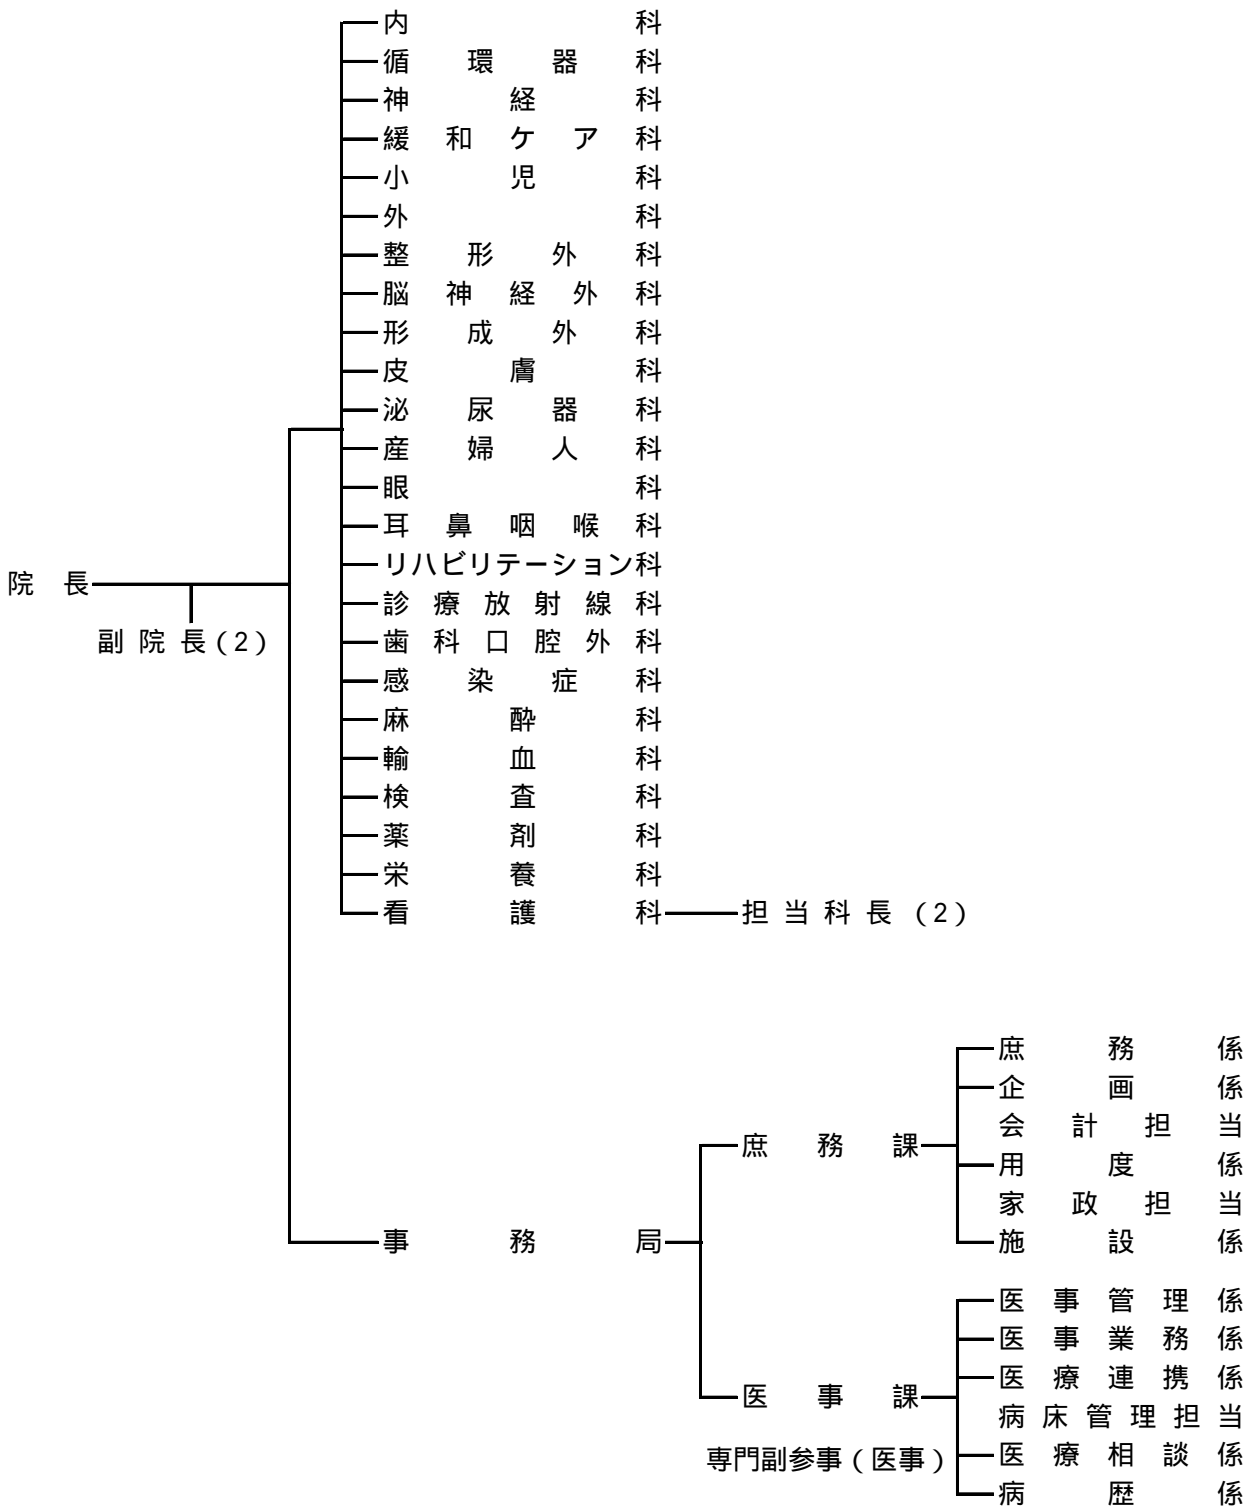 内科
循環器科
神経科
緩和ケア科
小児科
外科
整形外科
脳神経外科
形成外科
皮膚科
泌尿器科
産婦人科
眼科
耳鼻咽喉科
リハビリテーション科
院長
診療放射線科
副院長(2)
歯科口腔外科
感染症科
麻酔科
輸血科
検査科
薬剤科
栄養科
看護科 担当科長(2)
庶務係
企画係
会計担当
庶務課
用度係
家政担当
事務局
施設係
医事管理係
医事業務係
医療連携係
医事課
病床管理担当
専門副参事(医事)
医療相談係
病歴係